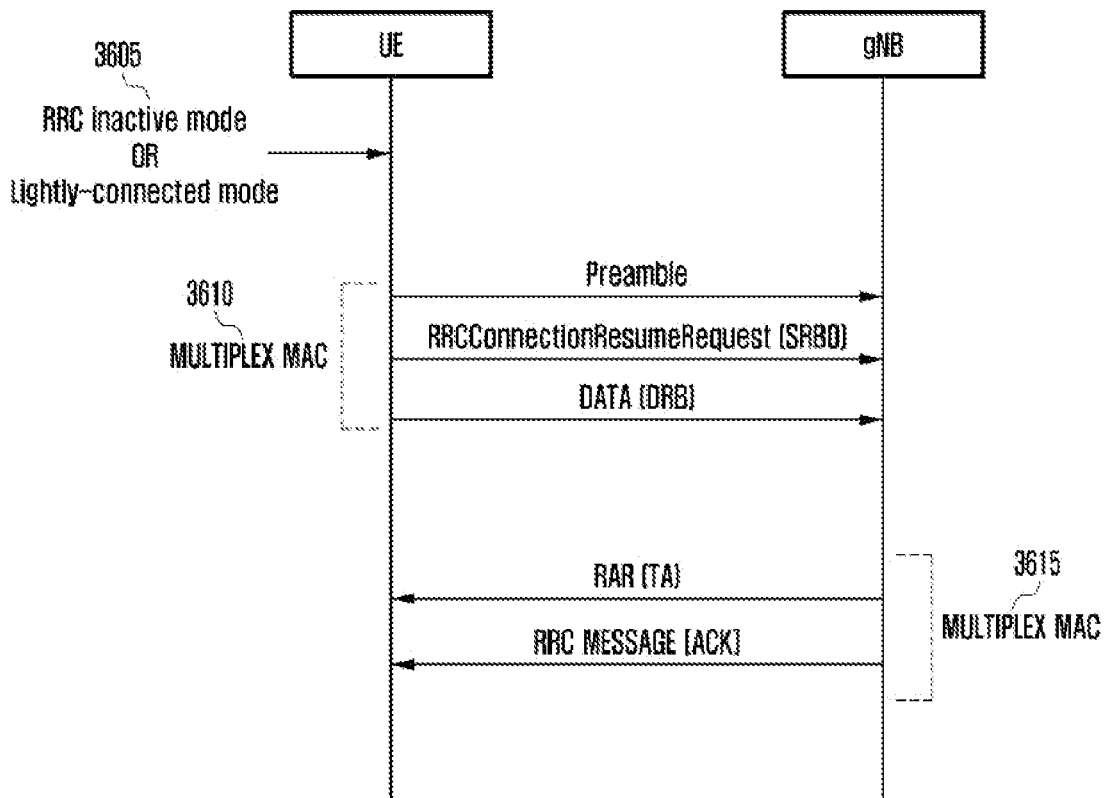 UE
gNB
3605
RRC Inactive mode
OR
Lightly-connected mode
Preamble
3610
MULTIPLEX MAC
RRCConnectionResumeRequest (SRB0)
DATA (DRB)
RAR (TA)
3615
MULTIPLEX MAC
RRC MESSAGE [ACK]